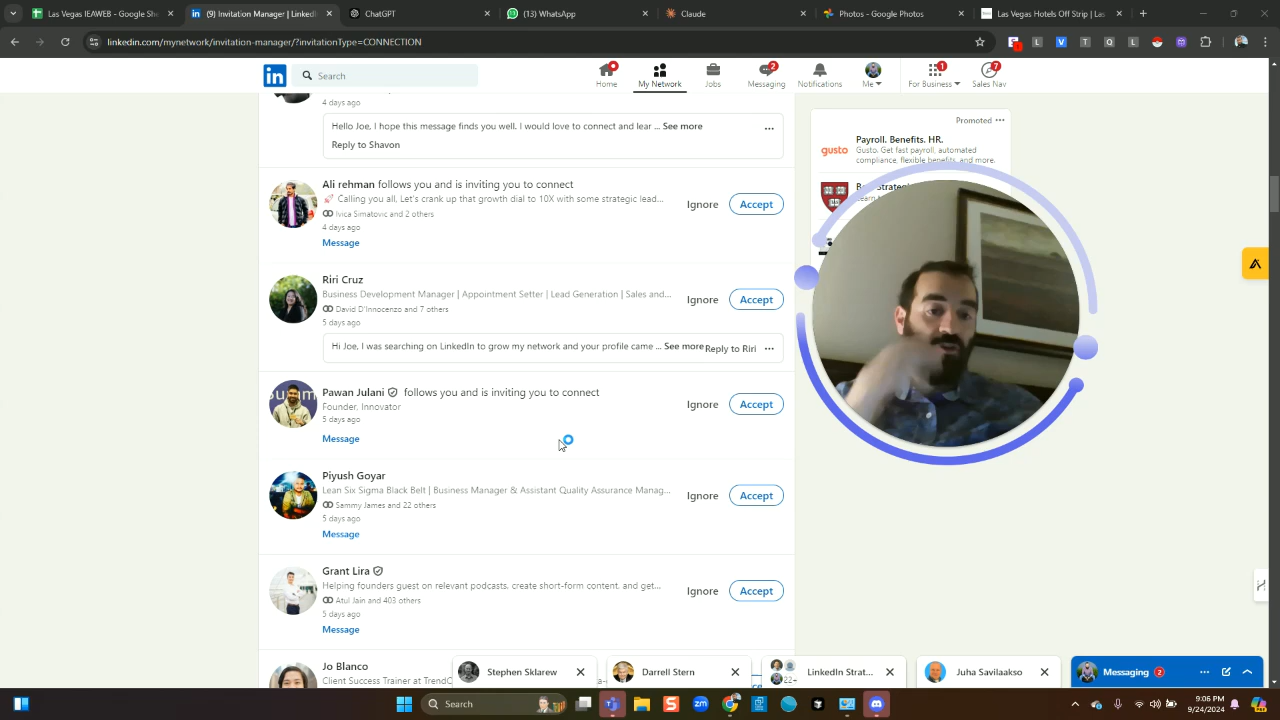 Las Vegas IEAWEB - Google She
(9) Invitation Manager | LinkedIn
ChatGPT
(13) WhatsApp
Claude
Photos - Google Photos
Las Vegas Hotels Off Strip | Las
linkedin.com/mynetwork/invitation-manager/?invitationType=CONNECTION
Search
Home
My Network
Jobs
2
Messaging
Notifications
Me
1
For Business
7
Sales Nav
4 days ago
Hello Joe, I hope this message finds you well. I would love to connect and lear ... See more
Reply to Shavon
Ali rehman follows you and is inviting you to connect
🚀 Calling you all, Let's crank up that growth dial to 10X with some strategic lead...
Ivica Simatovic and 2 others
4 days ago
Message
Ignore
Accept
Riri Cruz
Business Development Manager | Appointment Setter | Lead Generation | Sales and...
David D'Innocenzo and 7 others
5 days ago
Ignore
Accept
Hi Joe, I was searching on LinkedIn to grow my network and your profile came ... See more
Reply to Riri
Pawan Julani follows you and is inviting you to connect
Founder, Innovator
5 days ago
Message
Ignore
Accept
Piyush Goyar
Lean Six Sigma Black Belt | Business Manager & Assistant Quality Assurance Manag...
Sammy James and 22 others
5 days ago
Message
Ignore
Accept
Grant Lira
Helping founders guest on relevant podcasts, create short-form content, and get...
Atul Jain and 403 others
5 days ago
Message
Ignore
Accept
Jo Blanco
Client Success Trainer at TrendHi
Promoted
gusto
Payroll. Benefits. HR.
Gusto. Get fast payroll, automated
compliance, flexible benefits, and more.
Stephen Sklarew
Darrell Stern
22+
LinkedIn Strat...
Juha Savilaakso
Messaging
2
Search
9:06 PM
9/24/2024